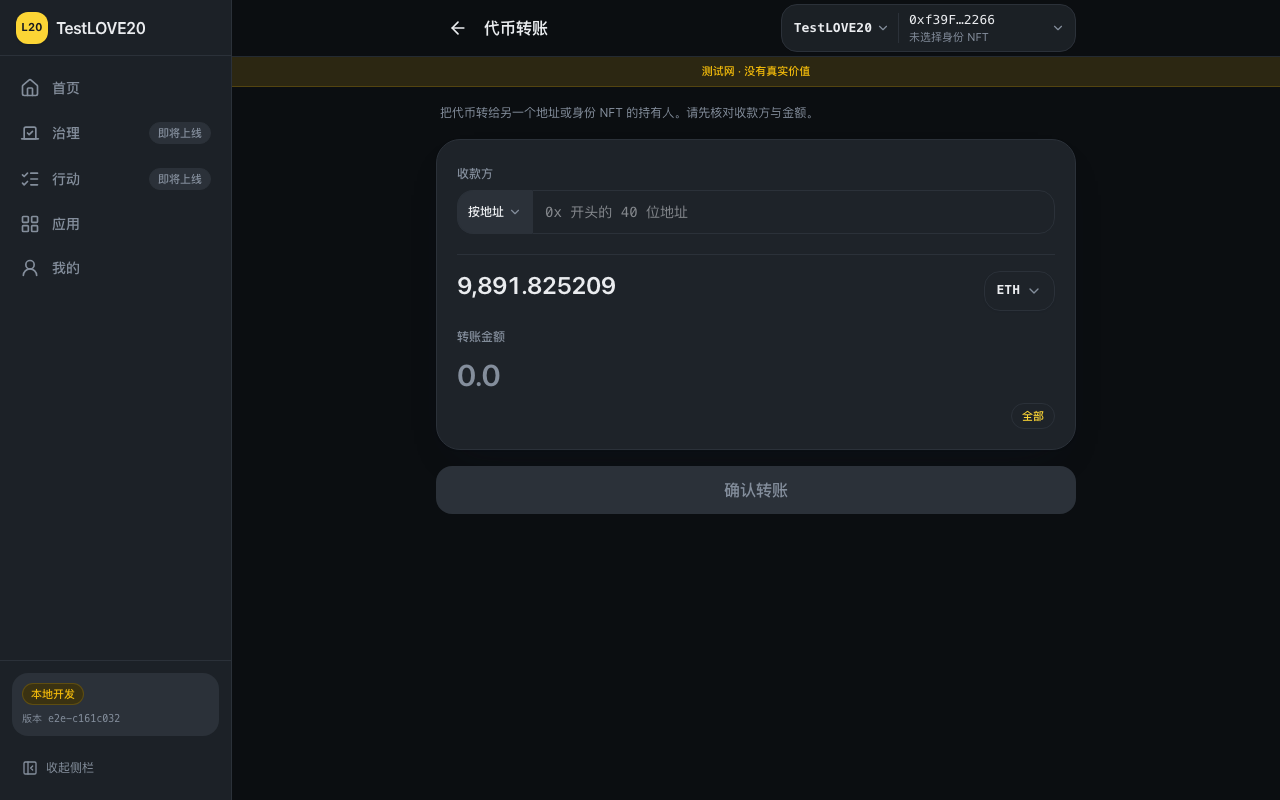 L20 TestLOVE20
首页
治理 即将上线
行动 即将上线
应用
我的
本地开发
版本 e2e-c161c032
收起侧栏
代币转账
TestLOVE20
0xf39F…2266
未选择身份 NFT
测试网 · 没有真实价值
把代币转给另一个地址或身份 NFT 的持有人。请先核对收款方与金额。
收款方
按地址 0x 开头的 40 位地址
9,891.825209 ETH
转账金额
0.0
全部
确认转账